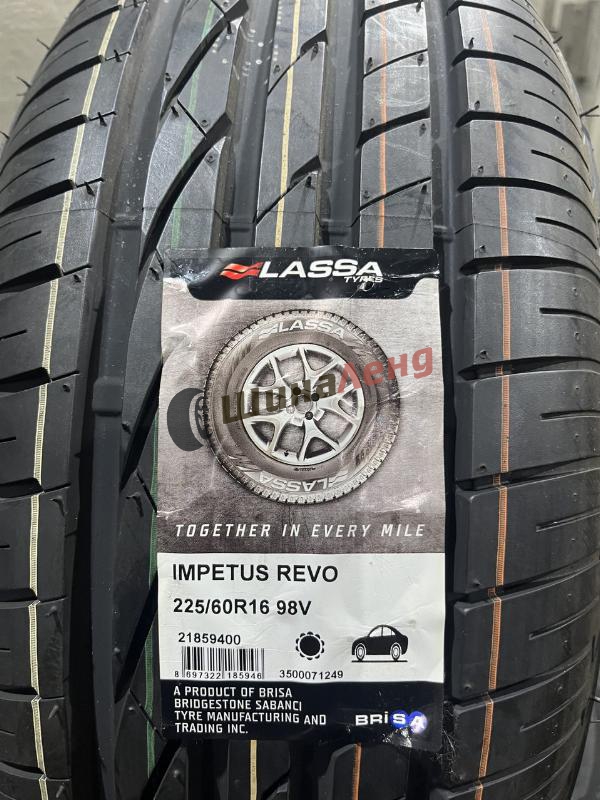 LASSA
TYRES
LASSA
ШинаЛенд
LASSA
TOGETHER IN EVERY MILE
IMPETUS REVO
225/60R16 98V
21859400
8 697322 185946
3500071249
A PRODUCT OF BRISA
BRIDGESTONE SABANCI
TYRE MANUFACTURING AND
TRADING INC.
BRISA